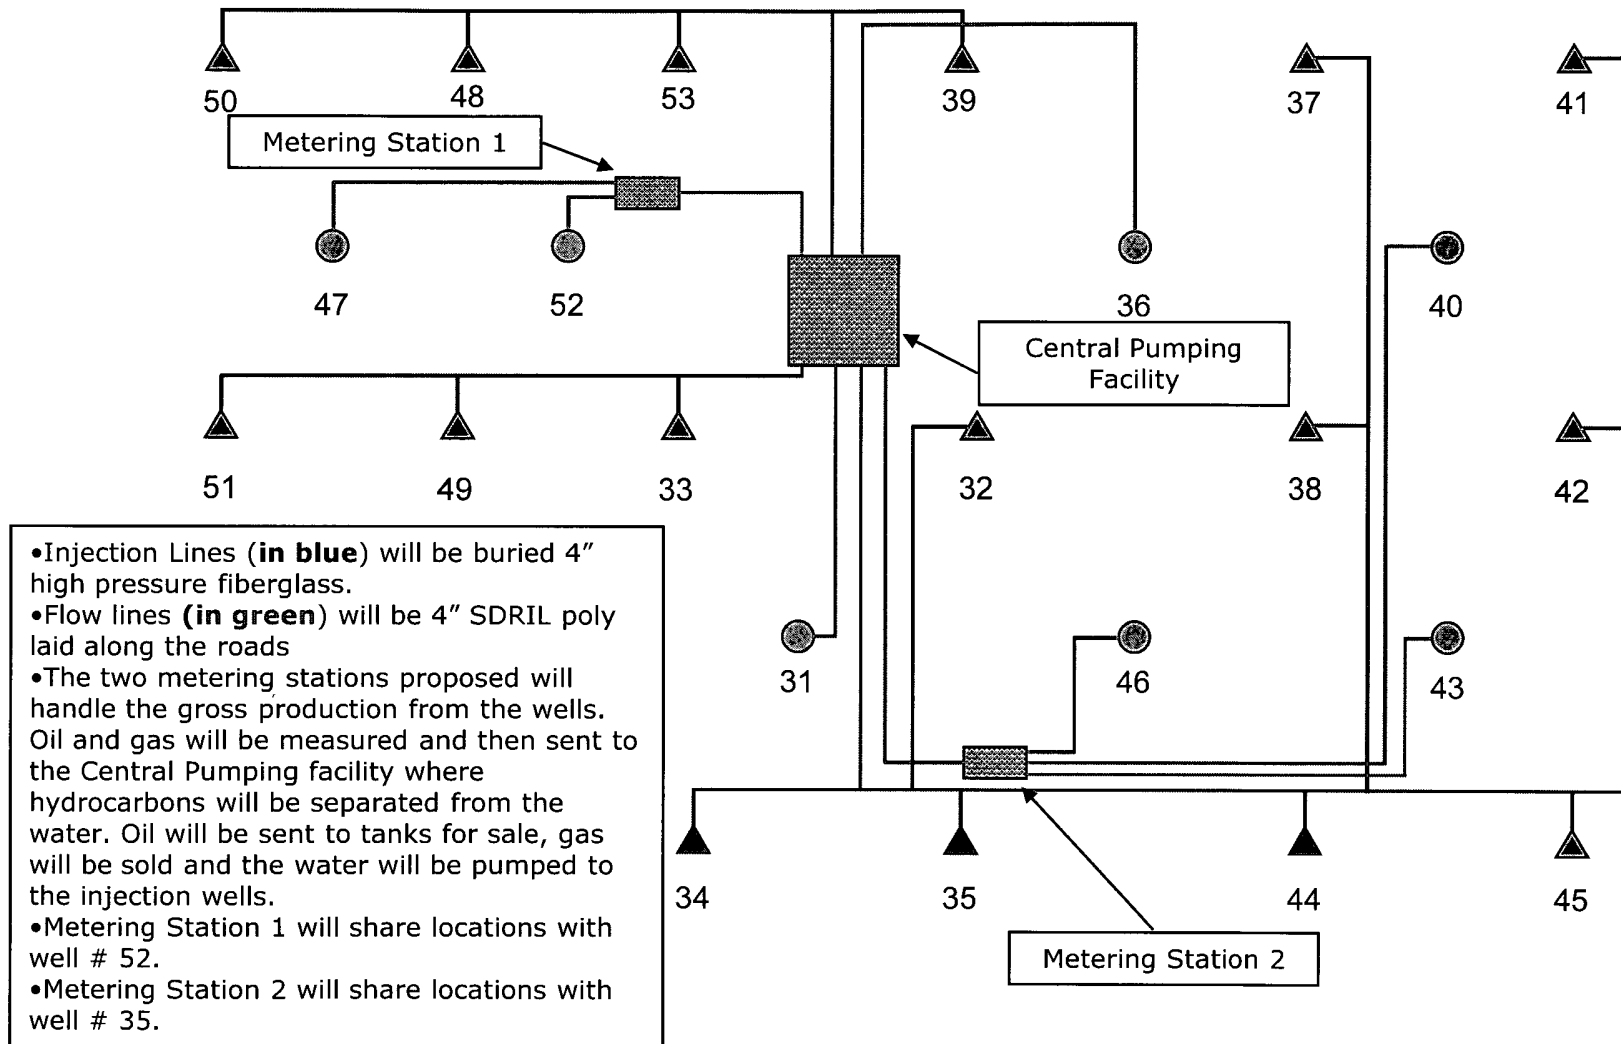 50
48
53
39
37
41
Metering Station 1
47
52
36
40
Central Pumping
Facility
51
49
33
32
38
42
•Injection Lines (in blue) will be buried 4”
high pressure fiberglass.
•Flow lines (in green) will be 4” SDRIL poly
laid along the roads
•The two metering stations proposed will
handle the gross production from the wells.
Oil and gas will be measured and then sent to
the Central Pumping facility where
hydrocarbons will be separated from the
water. Oil will be sent to tanks for sale, gas
will be sold and the water will be pumped to
the injection wells.
•Metering Station 1 will share locations with
well # 52.
•Metering Station 2 will share locations with
well # 35.
31
46
43
34
35
44
45
Metering Station 2